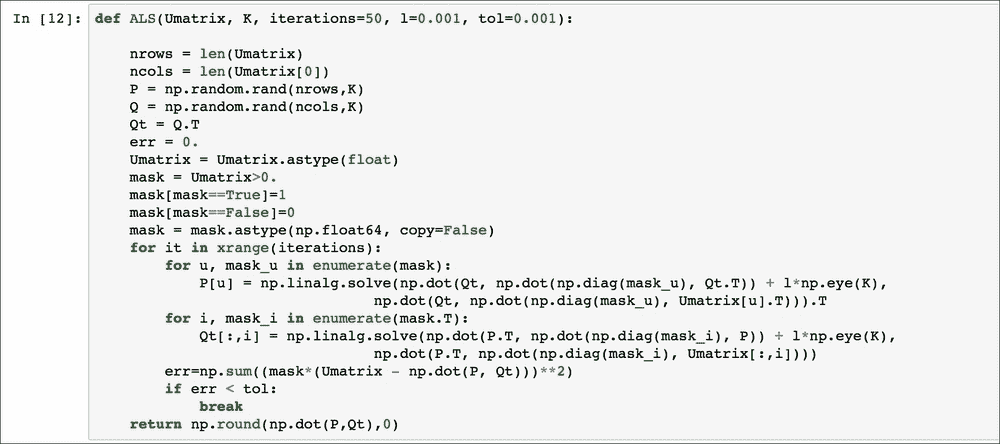 In [12]: def ALS(Umatrix, K, iterations=50, l=0.001, tol=0.001):
nrows = len(Umatrix)
ncols = len(Umatrix[0])
P = np.random.rand(nrows,K)
Q = np.random.rand(ncols,K)
Qt = Q.T
err = 0.
Umatrix = Umatrix.astype(float)
mask = Umatrix>0.
mask[mask==True]=1
mask[mask==False]=0
mask = mask.astype(np.float64, copy=False)
for it in xrange(iterations):
for u, mask_u in enumerate(mask):
P[u] = np.linalg.solve(np.dot(Qt, np.dot(np.diag(mask_u), Qt.T)) + l*np.eye(K),
np.dot(Qt, np.dot(np.diag(mask_u), Umatrix[u].T))).T
for i, mask_i in enumerate(mask.T):
Qt[:,i] = np.linalg.solve(np.dot(P.T, np.dot(np.diag(mask_i), P)) + l*np.eye(K),
np.dot(P.T, np.dot(np.diag(mask_i), Umatrix[:,i])))
err=np.sum((mask*(Umatrix - np.dot(P, Qt)))**2)
if err < tol:
break
return np.round(np.dot(P,Qt),0)